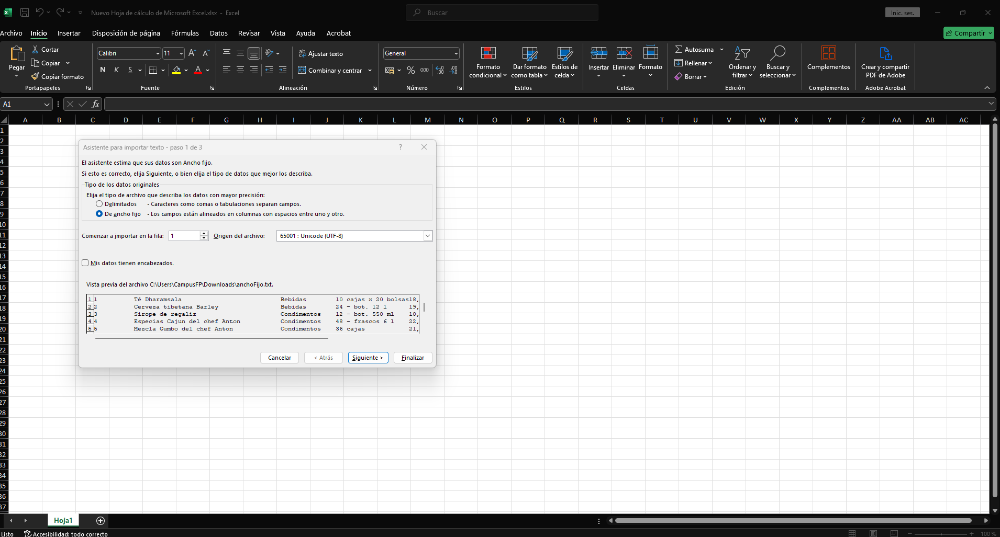 Nuevo Hoja de cálculo de Microsoft Excel.xlsx - Excel
Buscar
Inic. ses.
Archivo Inicio Insertar Disposición de página Fórmulas Datos Revisar Vista Ayuda Acrobat
Compartir
Pegar
Cortar
Copiar
Copiar formato
Portapapeles
Calibri 11
N K S A
Fuente
Ajustar texto
Combinar y centrar
Alineación
General
% 000
Número
Formato condicional
Dar formato como tabla
Estilos de celda
Estilos
Insertar Eliminar Formato
Celdas
Autosuma
Rellenar
Borrar
Ordenar y filtrar
Buscar y seleccionar
Edición
Complementos
Complementos
Crear y compartir PDF de Adobe
Adobe Acrobat
A1
fx
A B C D E F G H I J K L M N O P Q R S T U V W X Y Z AA AB AC
1
2
3
4
5
6
7
8
9
10
11
12
13
14
15
16
17
18
19
20
21
22
23
24
25
26
27
28
29
30
31
32
33
34
35
36
37
Asistente para importar texto - paso 1 de 3
?
El asistente estima que sus datos son Ancho fijo.
Si esto es correcto, elija Siguiente, o bien elija el tipo de datos que mejor los describa.
Tipo de los datos originales
Elija el tipo de archivo que describa los datos con mayor precisión:
Delimitados - Caracteres como comas o tabulaciones separan campos.
De ancho fijo - Los campos están alineados en columnas con espacios entre uno y otro.
Comenzar a importar en la fila: 1 Origen del archivo: 65001 : Unicode (UTF-8)
Mis datos tienen encabezados.
Vista previa del archivo C:\Users\CampusFP\Downloads\anchoFijo.txt.
1 1 Té Dharamsala Bebidas 10 cajas x 20 bolsas18,
2 2 Cerveza tibetana Barley Bebidas 24 - bot. 12 l 19,
3 3 Sirope de regaliz Condimentos 12 - bot. 550 ml 10,
4 4 Especias Cajun del chef Anton Condimentos 48 - frascos 6 l 22,
5 5 Mezcla Gumbo del chef Anton Condimentos 36 cajas 21,
Cancelar < Atrás Siguiente > Finalizar
Hoja1
Listo Accesibilidad: todo correcto
100 %